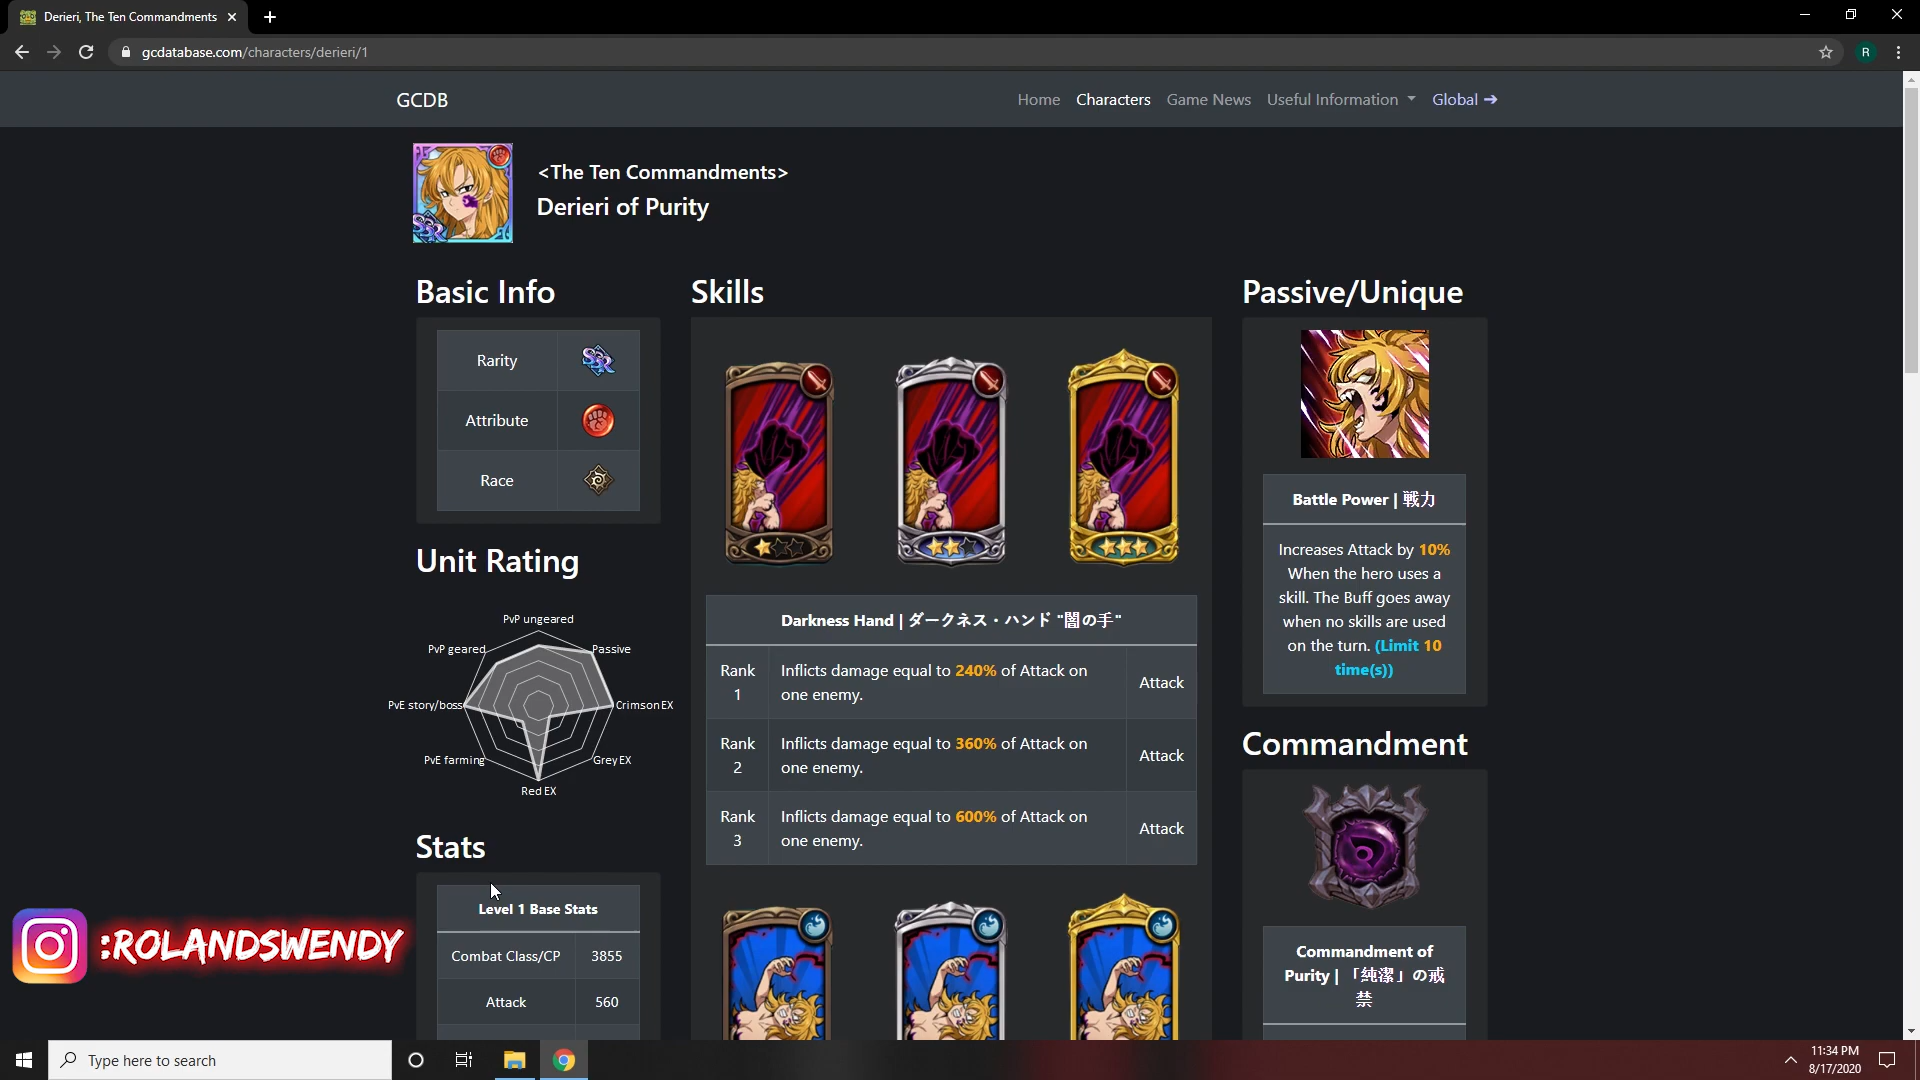 Derieri, The Ten Commandments
gcdatabase.com/characters/derieri/1
R
GCDB
Home Characters Game News Useful Information Global →
<The Ten Commandments>
Derieri of Purity
SSR
Basic Info
Rarity SSR
Attribute
Race
Unit Rating
PvP ungeared
PvP geared
Passive
PvE story/boss
Crimson EX
PvE farming
Grey EX
Red EX
Stats
Level 1 Base Stats
Combat Class/CP 3855
Attack 560
Skills
Darkness Hand | ダークネス・ハンド "闇の手"
Rank 1
Inflicts damage equal to 240% of Attack on
one enemy.
Attack
Rank 2
Inflicts damage equal to 360% of Attack on
one enemy.
Attack
Rank 3
Inflicts damage equal to 600% of Attack on
one enemy.
Attack
Passive/Unique
Battle Power | 戦力
Increases Attack by 10%
When the hero uses a
skill. The Buff goes away
when no skills are used
on the turn. (Limit 10
time(s))
Commandment
Commandment of
Purity | 「純潔」の戒
禁
:ROLANDSWENDY
Type here to search
11:34 PM
8/17/2020